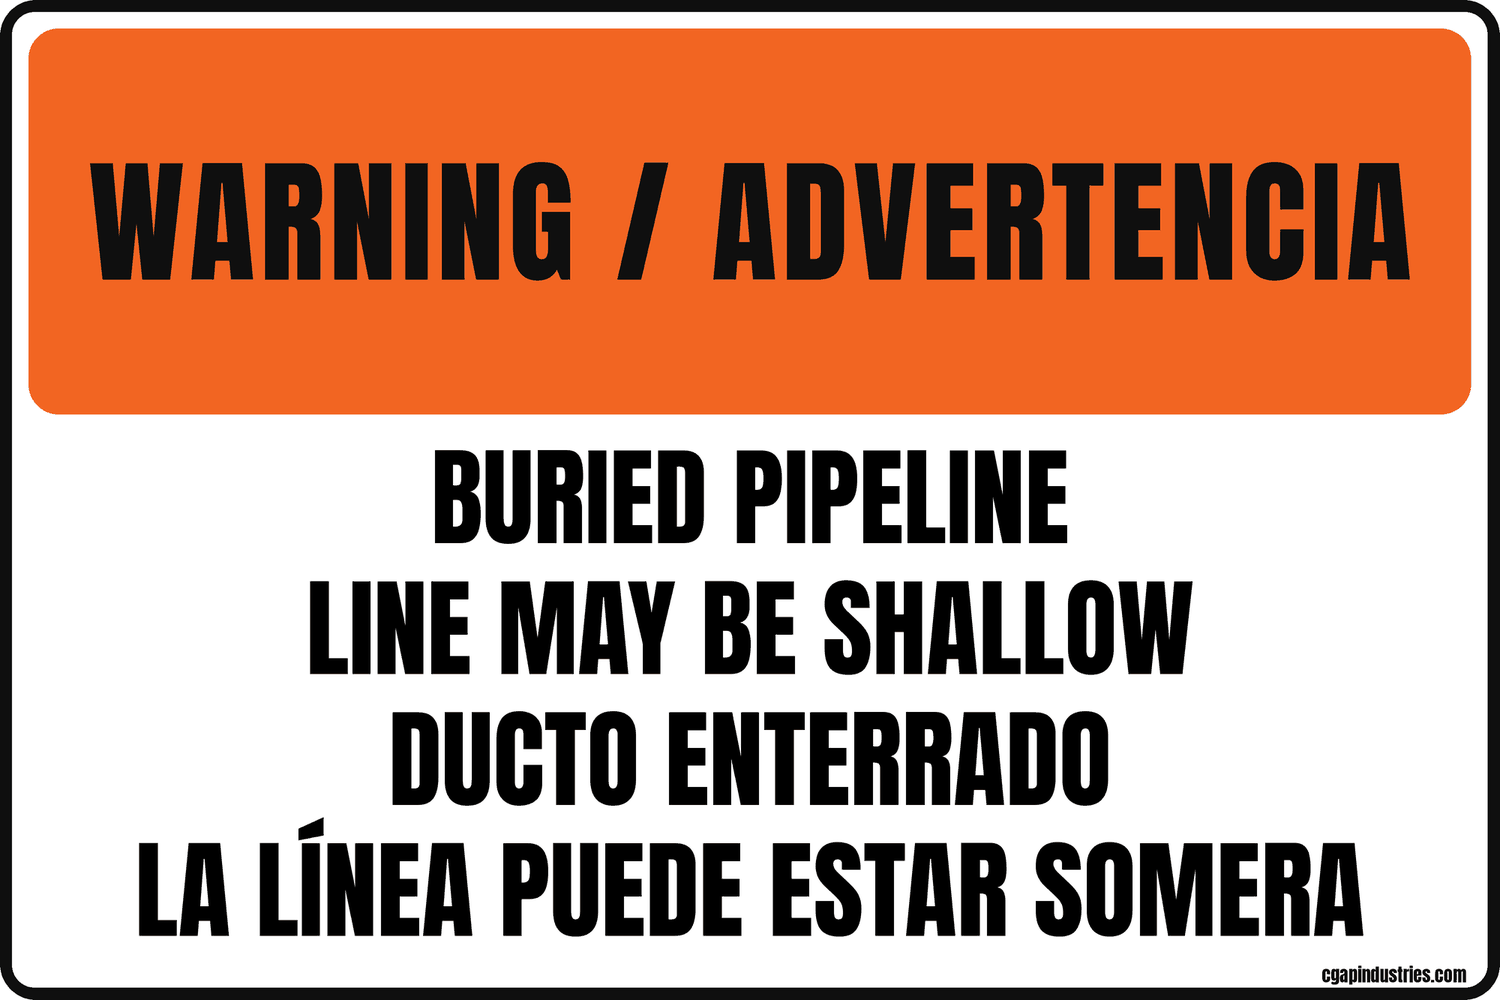 WARNING / ADVERTENCIA
BURIED PIPELINE
LINE MAY BE SHALLOW
DUCTO ENTERRADO
LA LÍNEA PUEDE ESTAR SOMERA
cgapindustries.com